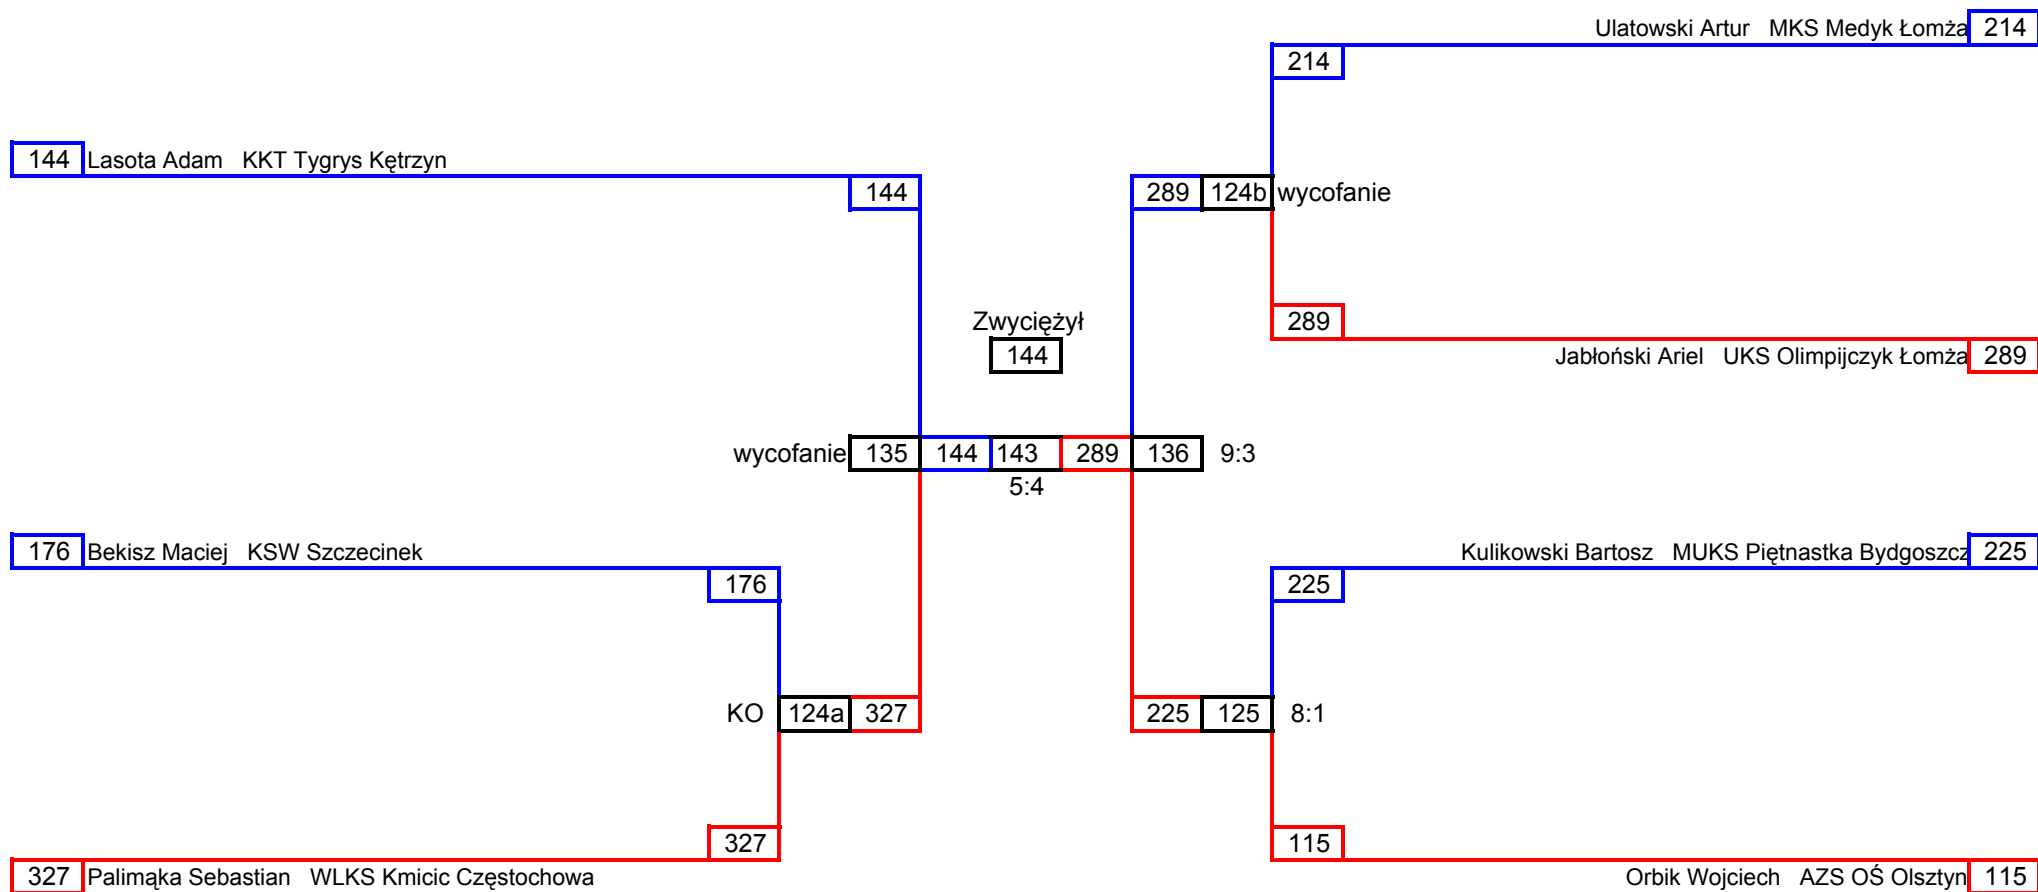 Ulatowski Artur MKS Medyk Łomża 214
214
144 Lasota Adam KKT Tygrys Kętrzyn
144
289 124b wycofanie
Zwyciężył
144
289
Jabłoński Ariel UKS Olimpijczyk Łomża 289
wycofanie 135 144 143 289 136 9:3
5:4
176 Bekisz Maciej KSW Szczecinek
Kulikowski Bartosz MUKS Piętnastka Bydgoszcz 225
176
225
KO 124a 327
225 125 8:1
327
115
327 Palimąka Sebastian WLKS Kmicic Częstochowa
Orbik Wojciech AZS OŚ Olsztyn 115